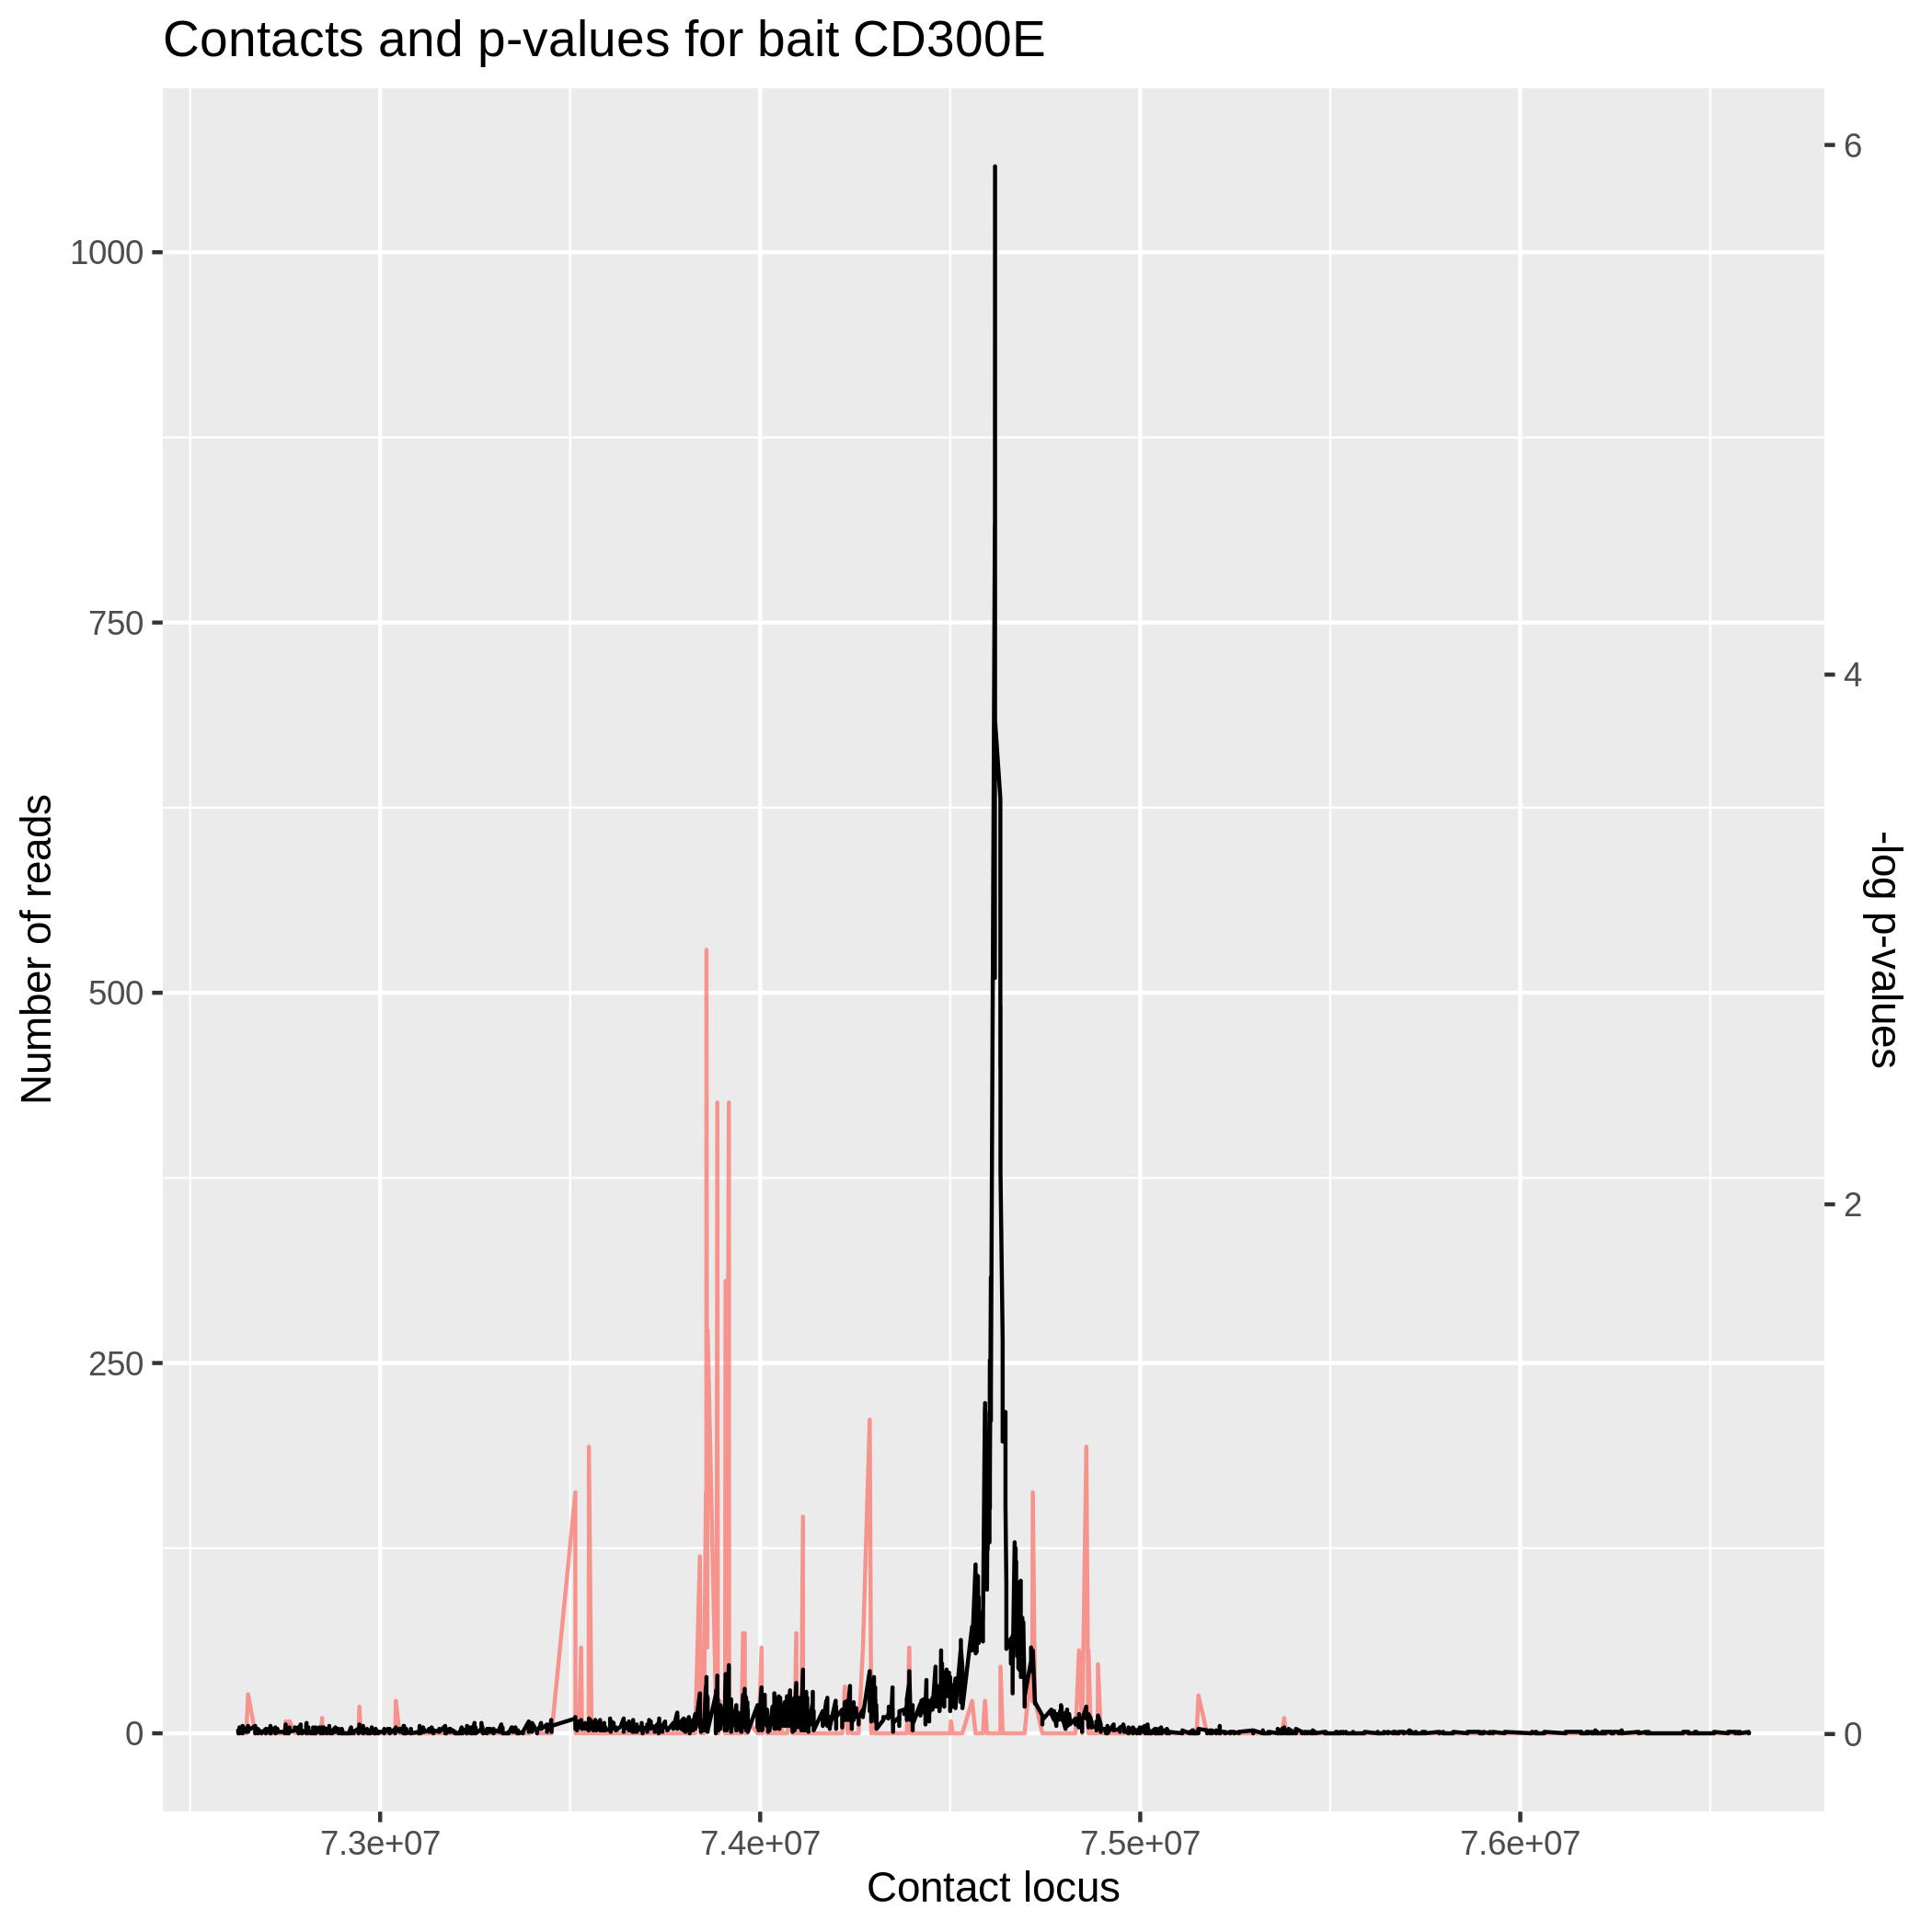 Contacts and p-values for bait CD300E
Number of reads
1000
750
500
250
0
6
4
2
0
-log p-values
7.3e+07
7.4e+07
7.5e+07
7.6e+07
Contact locus